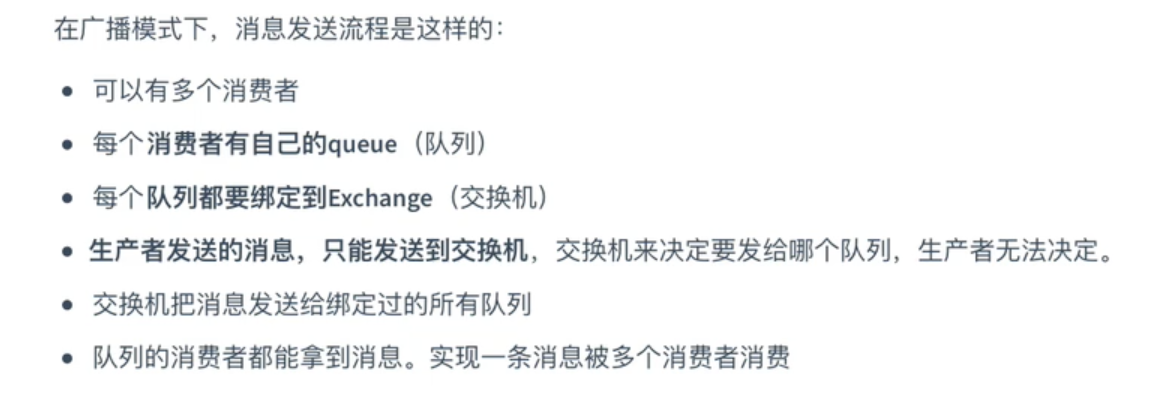 在广播模式下，消息发送流程是这样的：
• 可以有多个消费者
• 每个消费者有自己的queue（队列）
• 每个队列都要绑定到Exchange（交换机）
• 生产者发送的消息，只能发送到交换机，交换机来决定要发给哪个队列，生产者无法决定。
• 交换机把消息发送给绑定过的所有队列
• 队列的消费者都能拿到消息。实现一条消息被多个消费者消费